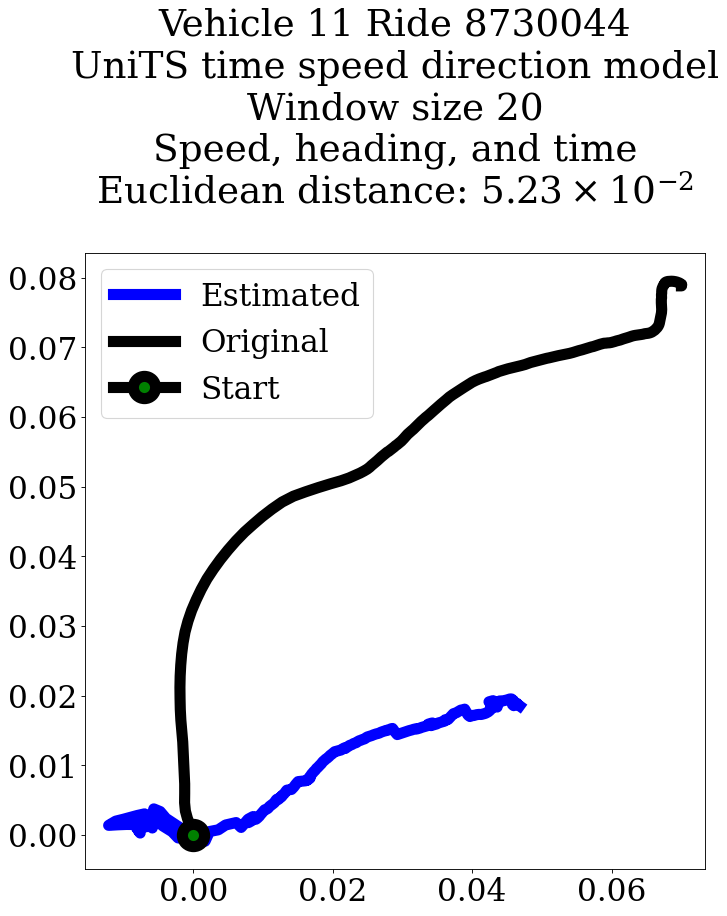 Vehicle 11 Ride 8730044
UniTS time speed direction model
Window size 20
Speed, heading, and time
Euclidean distance: 5.23 × 10⁻²
Estimated
Original
Start
0.08
0.07
0.06
0.05
0.04
0.03
0.02
0.01
0.00
0.00 0.02 0.04 0.06